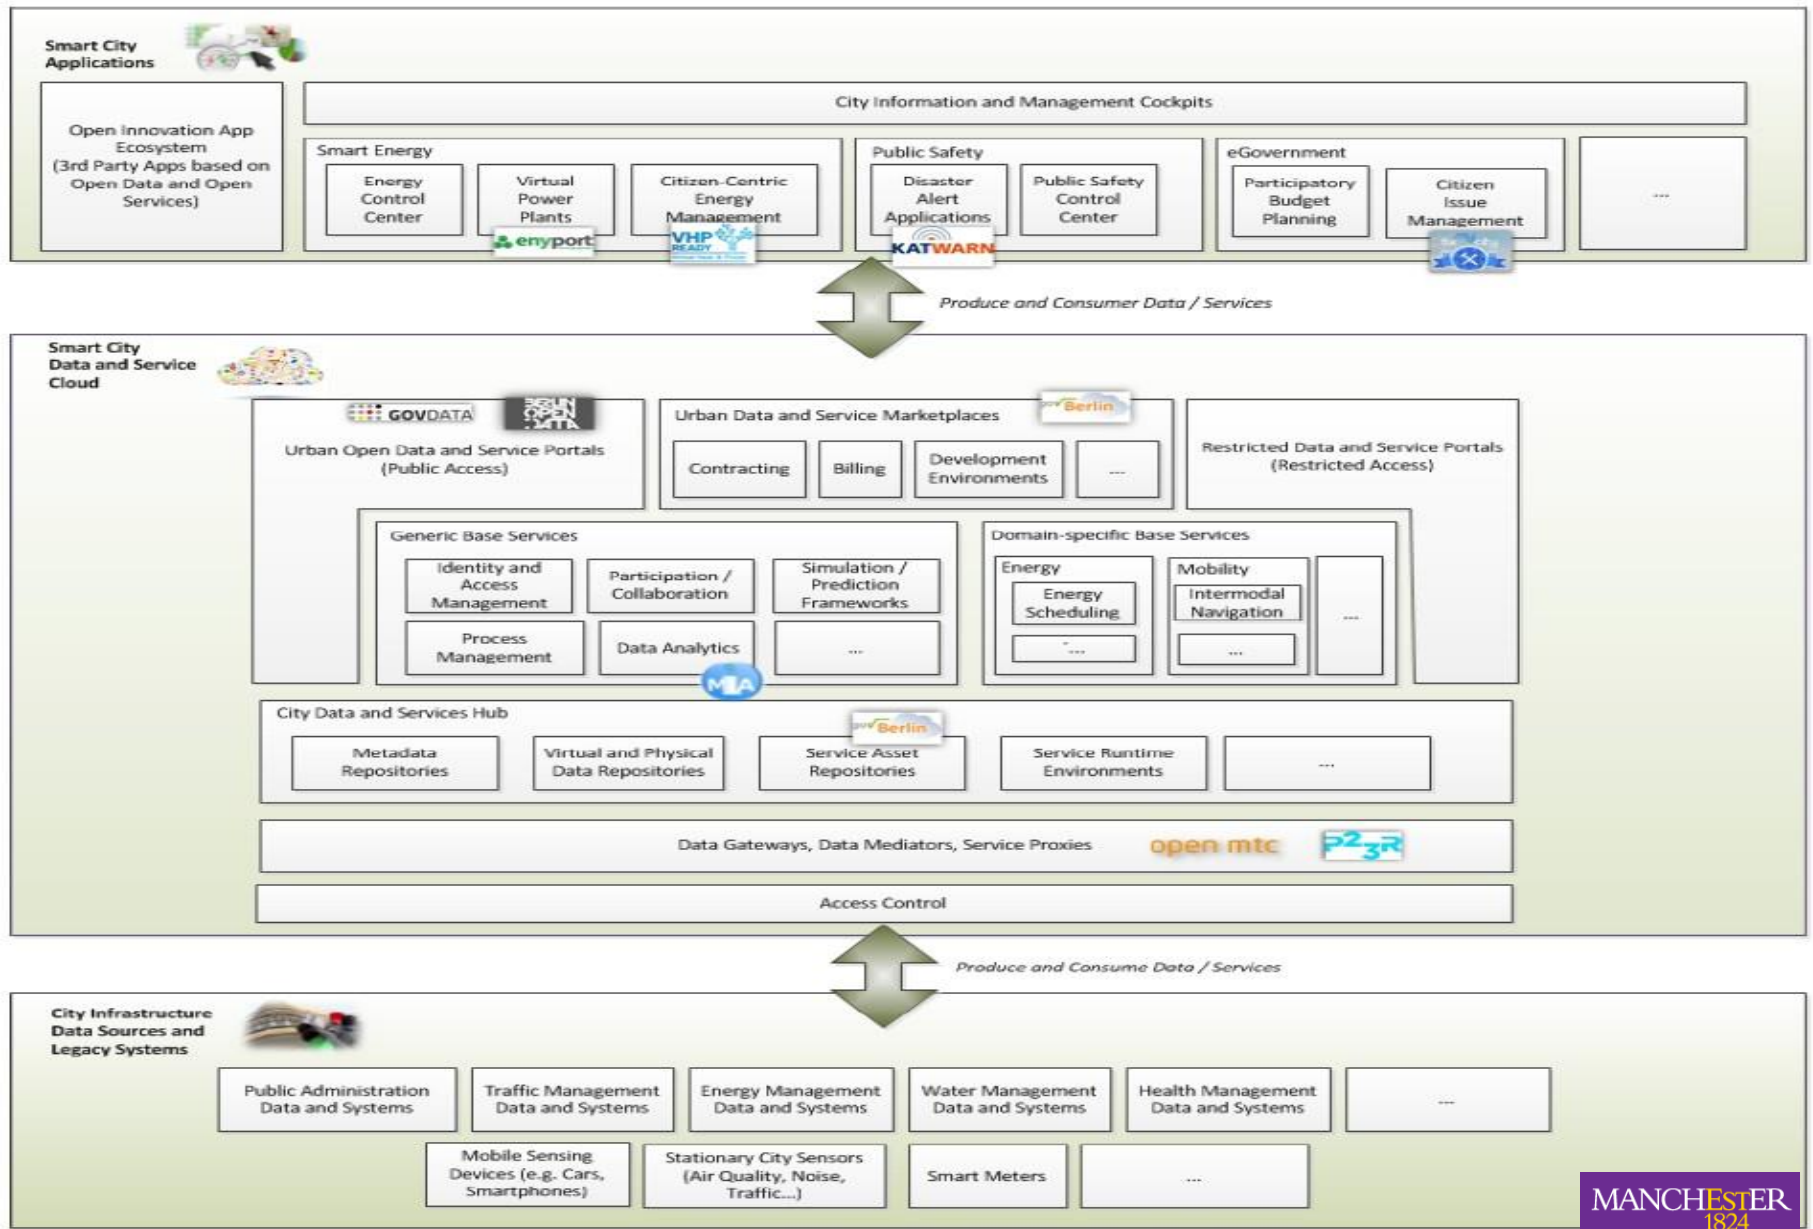 Smart City
Applications
Open Innovation App
Ecosystem
(3rd Party Apps based on
Open Data and Open
Services)
City Information and Management Cockpits
Smart Energy
Energy
Control
Center
Virtual
Power
Plants
enyport
Citizen-Centric
Energy
Management
VHP
READY
Public Safety
Disaster
Alert
Applications
KATWARN
Public Safety
Control
Center
eGovernment
Participatory
Budget
Planning
Citizen
Issue
Management
...
Produce and Consumer Data / Services
Smart City
Data and Service
Cloud
GOVDATA
BERLIN
OPEN
DATA
Urban Open Data and Service Portals
(Public Access)
Urban Data and Service Marketplaces
gov Berlin
Contracting
Billing
Development
Environments
...
Restricted Data and Service Portals
(Restricted Access)
Generic Base Services
Identity and
Access
Management
Participation /
Collaboration
Simulation /
Prediction
Frameworks
Process
Management
Data Analytics
MIA
...
Domain-specific Base Services
Energy
Energy
Scheduling
...
Mobility
Intermodal
Navigation
...
...
City Data and Services Hub
gov Berlin
Metadata
Repositories
Virtual and Physical
Data Repositories
Service Asset
Repositories
Service Runtime
Environments
...
Data Gateways, Data Mediators, Service Proxies
open mtc
P23R
Access Control
Produce and Consume Data / Services
City Infrastructure
Data Sources and
Legacy Systems
Public Administration
Data and Systems
Traffic Management
Data and Systems
Energy Management
Data and Systems
Water Management
Data and Systems
Health Management
Data and Systems
...
Mobile Sensing
Devices (e.g. Cars,
Smartphones)
Stationary City Sensors
(Air Quality, Noise,
Traffic...)
Smart Meters
...
MANCHESTER
1824